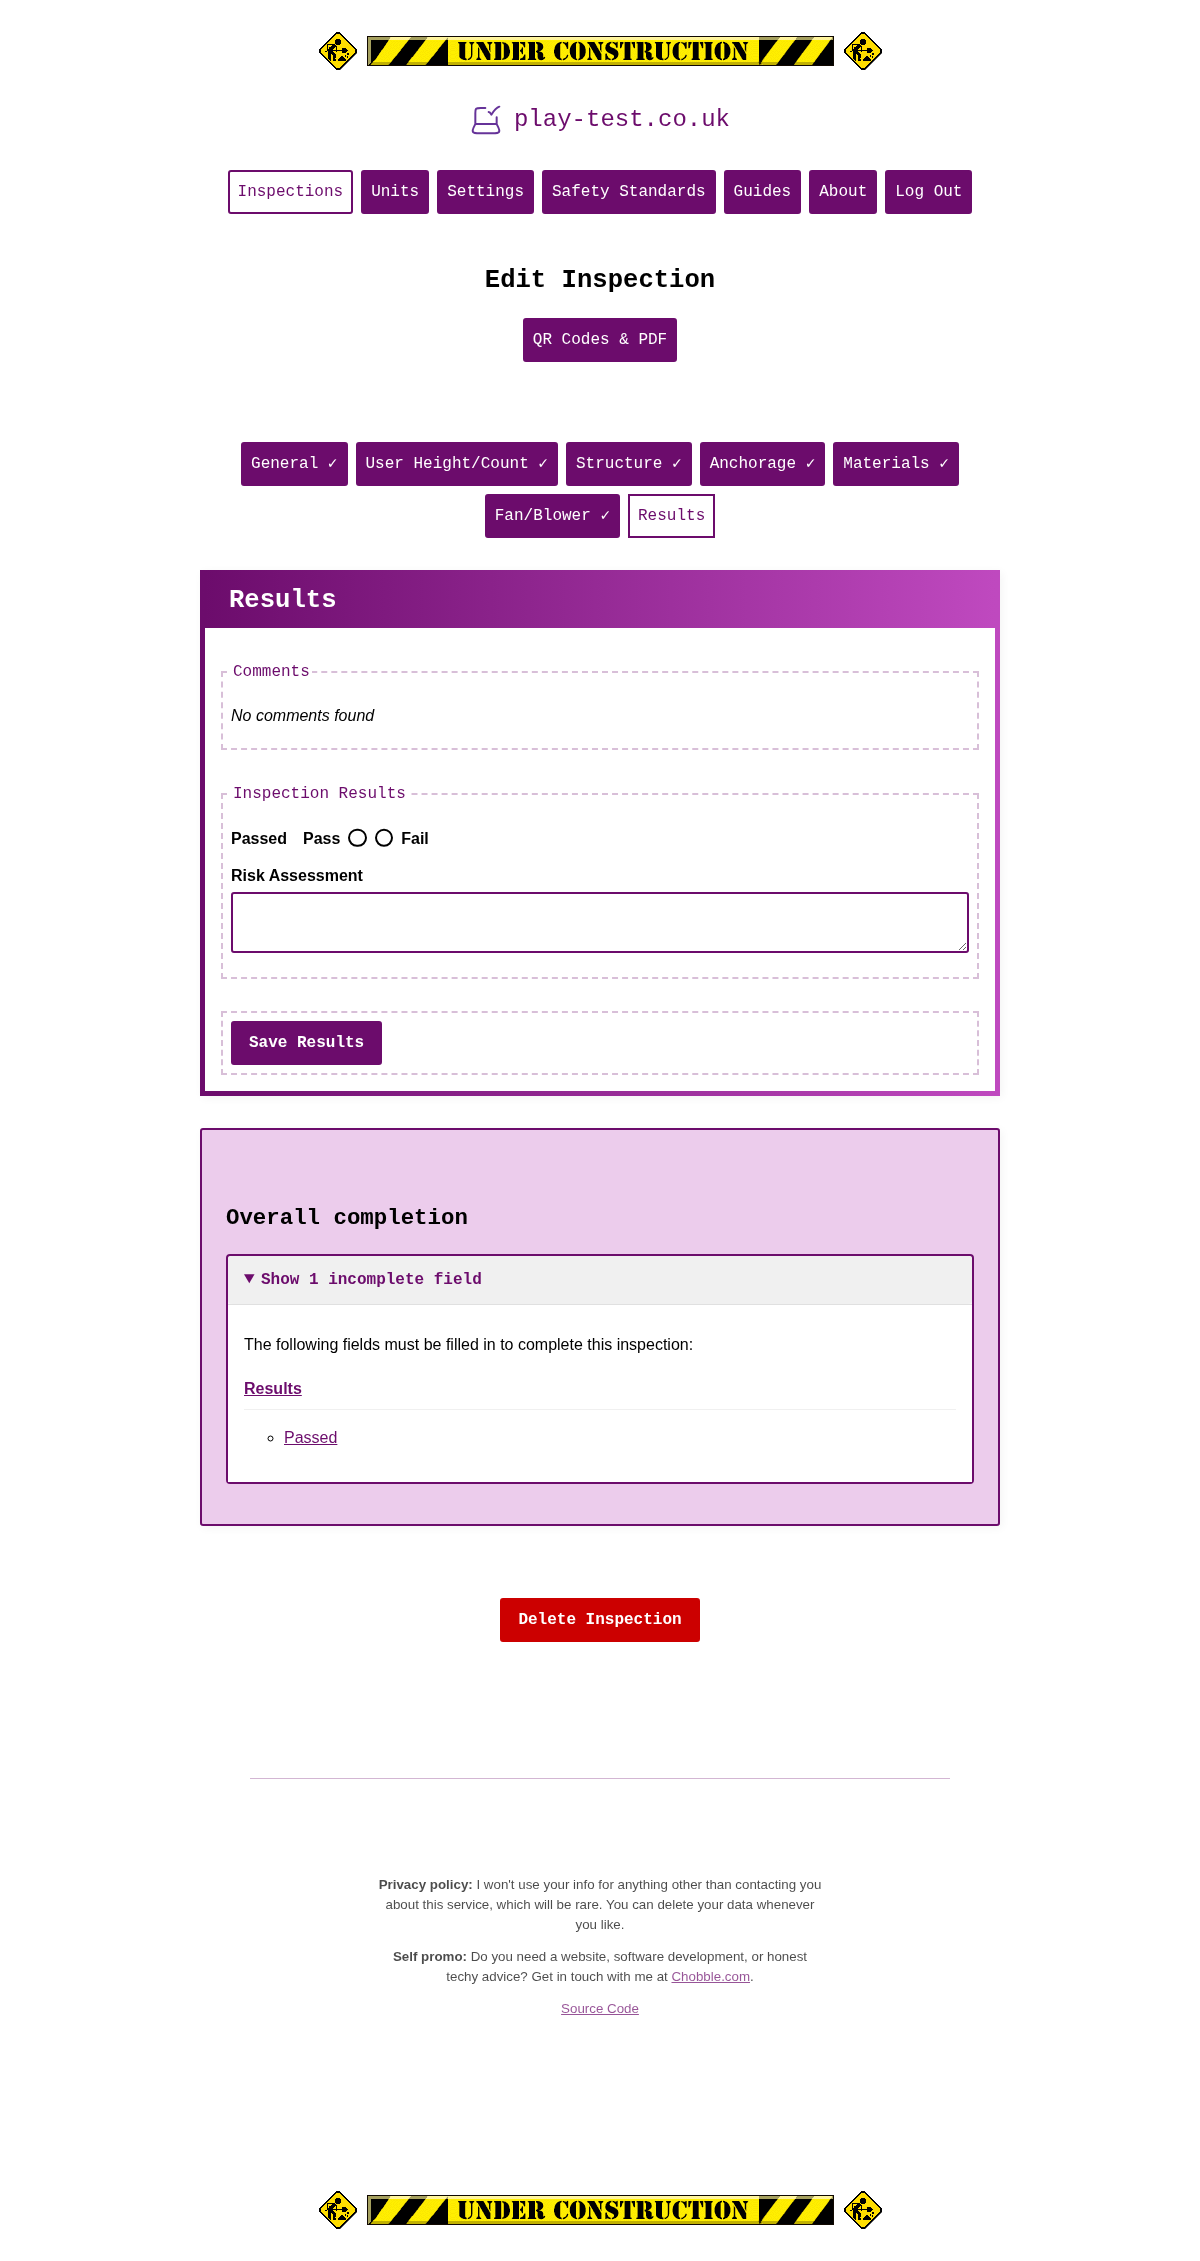 UNDER CONSTRUCTION
play-test.co.uk
Inspections Units Settings Safety Standards Guides About Log Out
Edit Inspection
QR Codes & PDF
General ✓ User Height/Count ✓ Structure ✓ Anchorage ✓ Materials ✓
Fan/Blower ✓ Results
Results
Comments
No comments found
Inspection Results
Passed Pass Fail
Risk Assessment
Save Results
Overall completion
▼ Show 1 incomplete field
The following fields must be filled in to complete this inspection:
Results
Passed
Delete Inspection
Privacy policy: I won't use your info for anything other than contacting you
about this service, which will be rare. You can delete your data whenever
you like.
Self promo: Do you need a website, software development, or honest
techy advice? Get in touch with me at Chobble.com.
Source Code
UNDER CONSTRUCTION